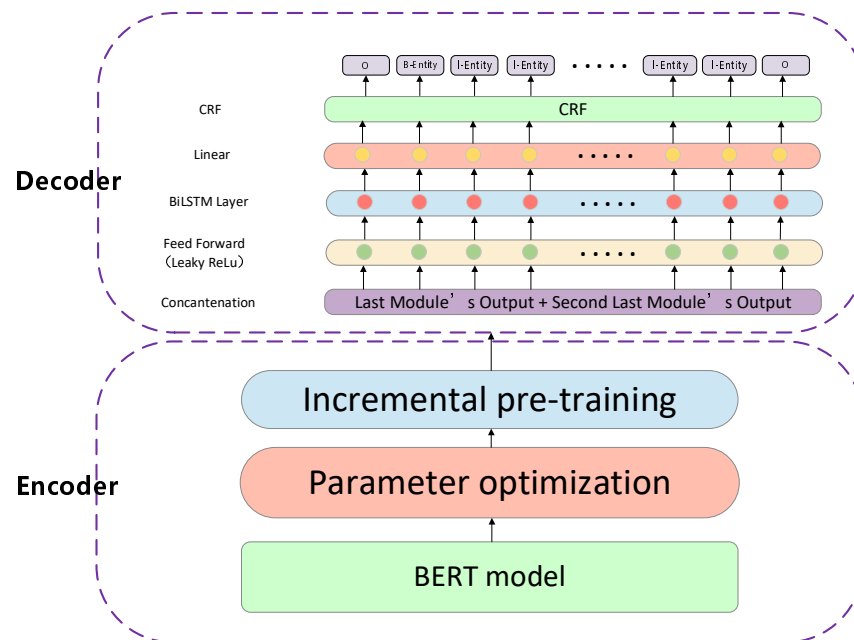 O B-Entity I-Entity I-Entity ..... I-Entity I-Entity O
CRF CRF
Linear .....
Decoder
BiLSTM Layer .....
Feed Forward
(Leaky ReLu) .....
Concantenation Last Module's Output + Second Last Module's Output
Incremental pre-training
Encoder
Parameter optimization
BERT model